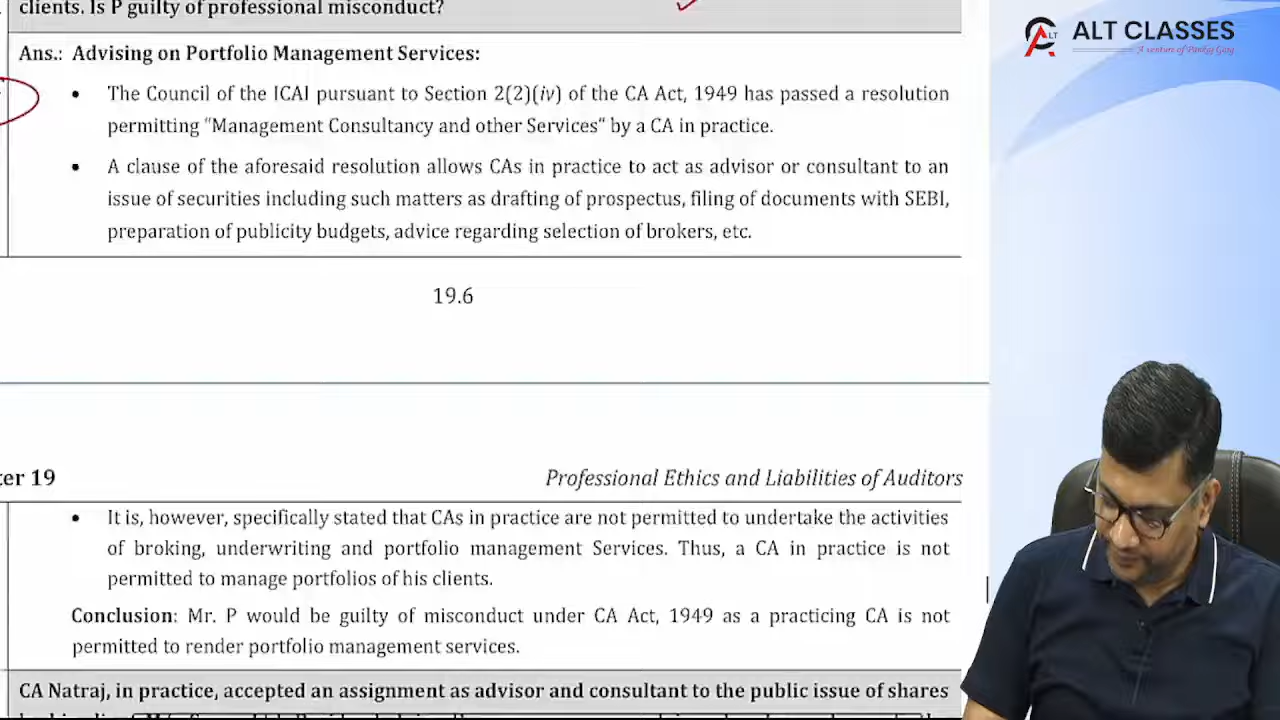 clients. Is P guilty of professional misconduct?
Ans.: Advising on Portfolio Management Services:
• The Council of the ICAI pursuant to Section 2(2)(iv) of the CA Act, 1949 has passed a resolution
permitting "Management Consultancy and other Services" by a CA in practice.
• A clause of the aforesaid resolution allows CAs in practice to act as advisor or consultant to an
issue of securities including such matters as drafting of prospectus, filing of documents with SEBI,
preparation of publicity budgets, advice regarding selection of brokers, etc.
19.6
ter 19
Professional Ethics and Liabilities of Auditors
• It is, however, specifically stated that CAs in practice are not permitted to undertake the activities
of broking, underwriting and portfolio management Services. Thus, a CA in practice is not
permitted to manage portfolios of his clients.
Conclusion: Mr. P would be guilty of misconduct under CA Act, 1949 as a practicing CA is not
permitted to render portfolio management services.
CA Natraj, in practice, accepted an assignment as advisor and consultant to the public issue of shares
ALT
ALT CLASSES
A venture of Pankaj Garg